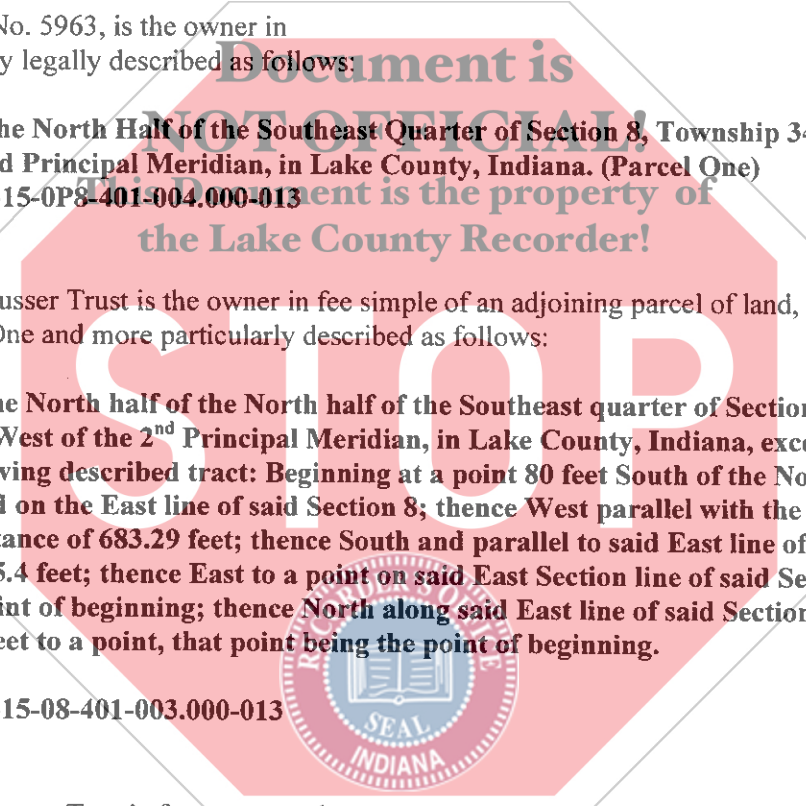 No. 5963, is the owner in
y legally described as follows:
Document is
NOT OFFICIAL!
This Document is the property of
the Lake County Recorder!
he North Half of the Southeast Quarter of Section 8, Township 34
d Principal Meridian, in Lake County, Indiana. (Parcel One)
15-0P8-401-004.000-013
usser Trust is the owner in fee simple of an adjoining parcel of land,
One and more particularly described as follows:
STOP
he North half of the North half of the Southeast quarter of Section
West of the 2nd Principal Meridian, in Lake County, Indiana, exc
wing described tract: Beginning at a point 80 feet South of the No
d on the East line of said Section 8; thence West parallel with the
tance of 683.29 feet; thence South and parallel to said East line of
5.4 feet; thence East to a point on said East Section line of said Se
int of beginning; thence North along said East line of said Section
eet to a point, that point being the point of beginning.
15-08-401-003.000-013
RECORDER'S OFFICE
SEAL
INDIANA